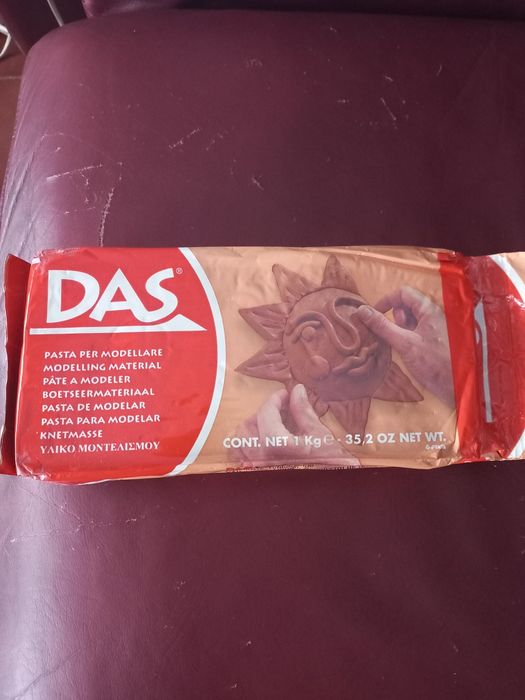 DAS®
PASTA PER MODELLARE
MODELLING MATERIAL
PÂTE A MODELER
BOETSEERMATERIAAL
PASTA DE MODELAR
PASTA PARA MODELAR
KNETMASSE
ΥΛΙΚΟ ΜΟΝΤΕΛΙΣΜΟΥ
CONT. NET 1 Kg ℮ - 35,2 OZ NET WT.